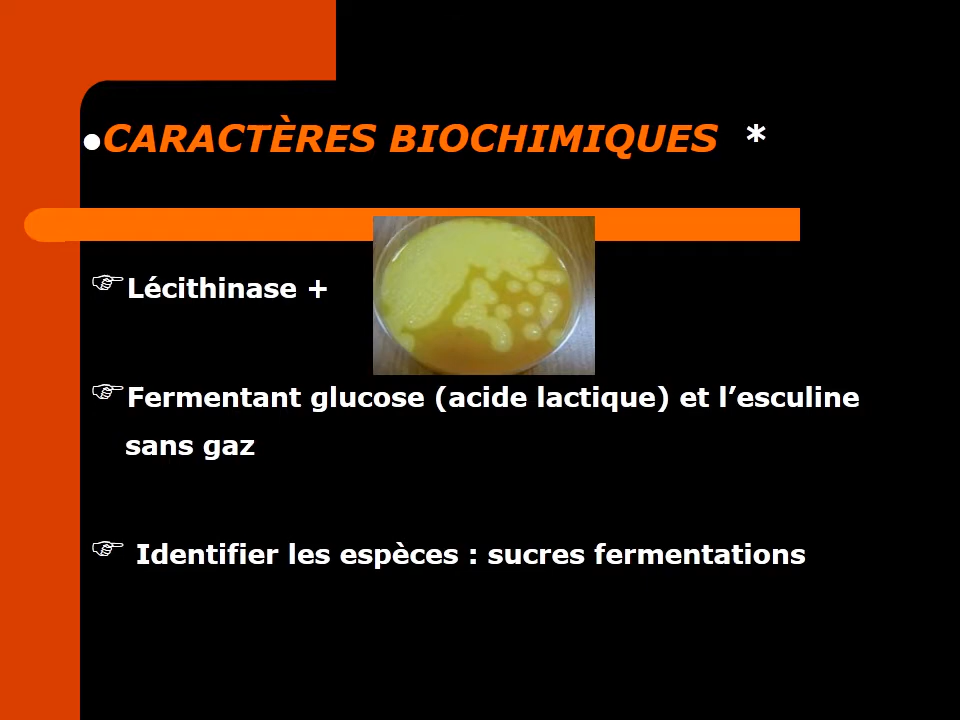 ●CARACTÈRES BIOCHIMIQUES *
☞Lécithinase +
☞Fermentant glucose (acide lactique) et l’esculine
sans gaz
☞ Identifier les espèces : sucres fermentations